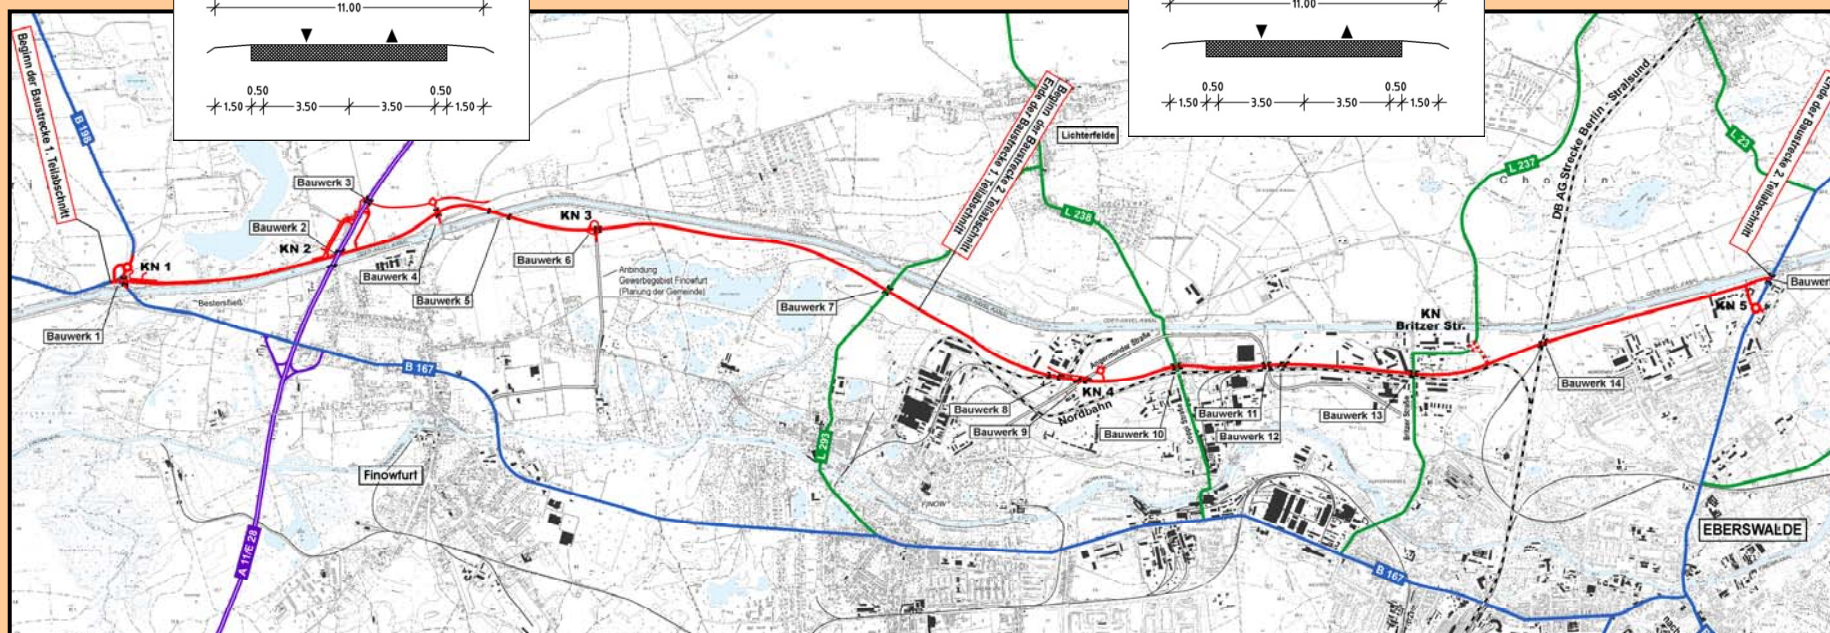 11.00
0.50 0.50
1.50 3.50 3.50 1.50
11.00
0.50 0.50
1.50 3.50 3.50 1.50
Beginn der Baustrecke 1. Teilabschnitt
B 198
Bauwerk 3
Bauwerk 2
KN 2
KN 1
Bauwerk 1
Bestersfließ
Bauwerk 4
Bauwerk 5
KN 3
Bauwerk 6
Anbindung
Gewerbegebiet Finowfurt
(Planung der Gemeinde)
B 167
Finowfurt
A 11/E 28
Beginn der Baustrecke 2. Teilabschnitt
Ende der Baustrecke 1. Teilabschnitt
Lichterfelde
L 238
Bauwerk 7
L 293
FINOW
Angermünder Straße
KN 4
Nordbahn
Bauwerk 8
Bauwerk 9
Bauwerk 10
Bauwerk 11
Bauwerk 12
Bauwerk 13
KN
Britzer Str.
Britzer Straße
L 237
DB AG Strecke Berlin - Stralsund
L 23
Ende der Baustrecke 2. Teilabschnitt
Bauwerk 14
KN 5
EBERSWALDE
B 167